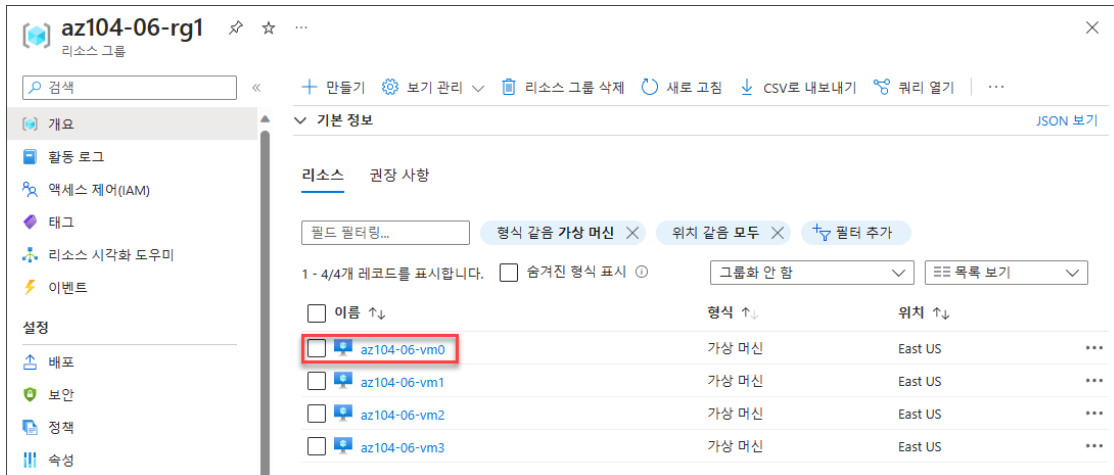 az104-06-rg1
리소스 그룹
검색
개요
활동 로그
액세스 제어(IAM)
태그
리소스 시각화 도우미
이벤트
설정
배포
보안
정책
속성
만들기 보기 관리 리소스 그룹 삭제 새로 고침 CSV로 내보내기 쿼리 열기
기본 정보 JSON 보기
리소스 권장 사항
필드 필터링... 형식 같음 가상 머신 위치 같음 모두 필터 추가
1 - 4/4개 레코드를 표시합니다. 숨겨진 형식 표시 그룹화 안 함 목록 보기
이름 형식 위치
az104-06-vm0 가상 머신 East US
az104-06-vm1 가상 머신 East US
az104-06-vm2 가상 머신 East US
az104-06-vm3 가상 머신 East US